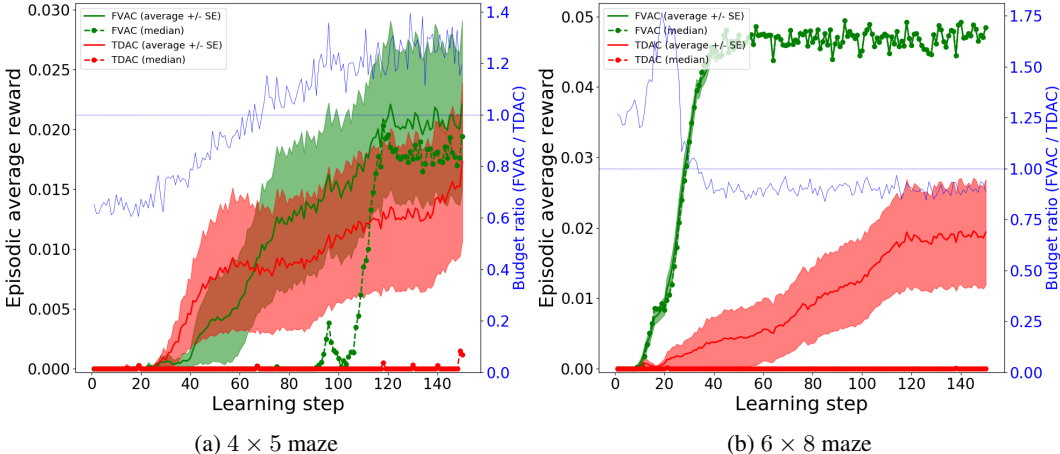 FVAC (average +/- SE)
FVAC (median)
TDAC (average +/- SE)
TDAC (median)
0.030
0.025
0.020
0.015
0.010
0.005
0.000
Episodic average reward
1.4
1.2
1.0
0.8
0.6
0.4
0.2
0.0
Budget ratio (FVAC / TDAC)
0 20 40 60 80 100 120 140
Learning step
(a) 4 × 5 maze
FVAC (average +/- SE)
FVAC (median)
TDAC (average +/- SE)
TDAC (median)
0.05
0.04
0.03
0.02
0.01
0.00
Episodic average reward
1.75
1.50
1.25
1.00
0.75
0.50
0.25
0.00
Budget ratio (FVAC / TDAC)
0 20 40 60 80 100 120 140
Learning step
(b) 6 × 8 maze